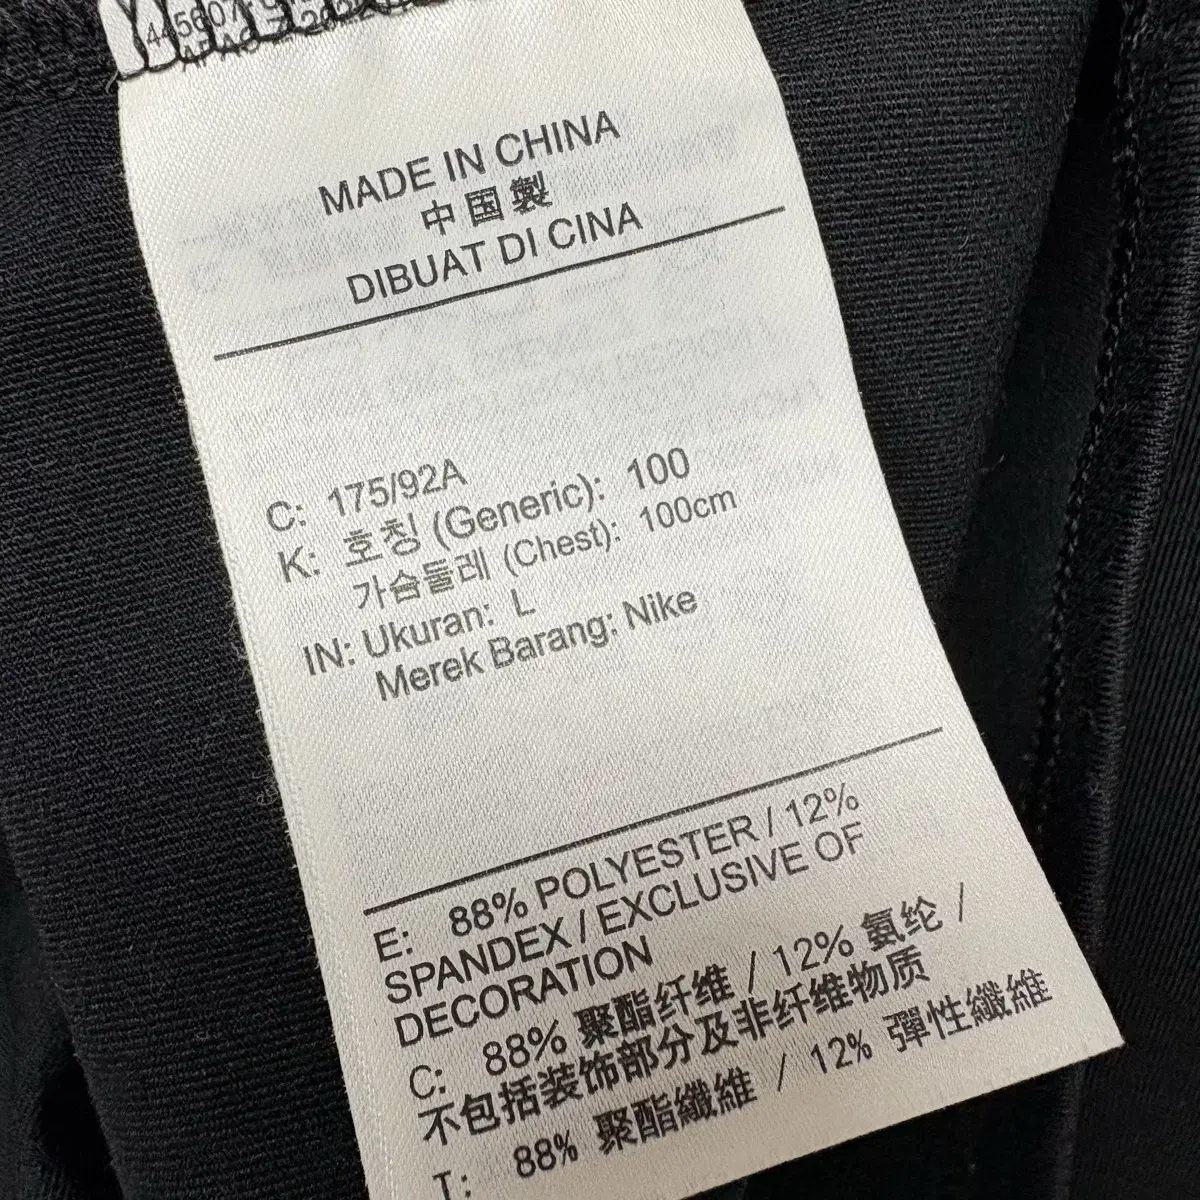 MADE IN CHINA
中国製
DIBUAT DI CINA
C: 175/92A
K: 호칭 (Generic): 100
가슴둘레 (Chest): 100cm
IN: Ukuran: L
Merek Barang: Nike
E: 88% POLYESTER / 12%
SPANDEX / EXCLUSIVE OF
DECORATION
C: 88% 聚酯纤维 / 12% 氨纶 /
不包括装饰部分及非纤维物质
T: 88% 聚酯纖維 / 12% 彈性纖維